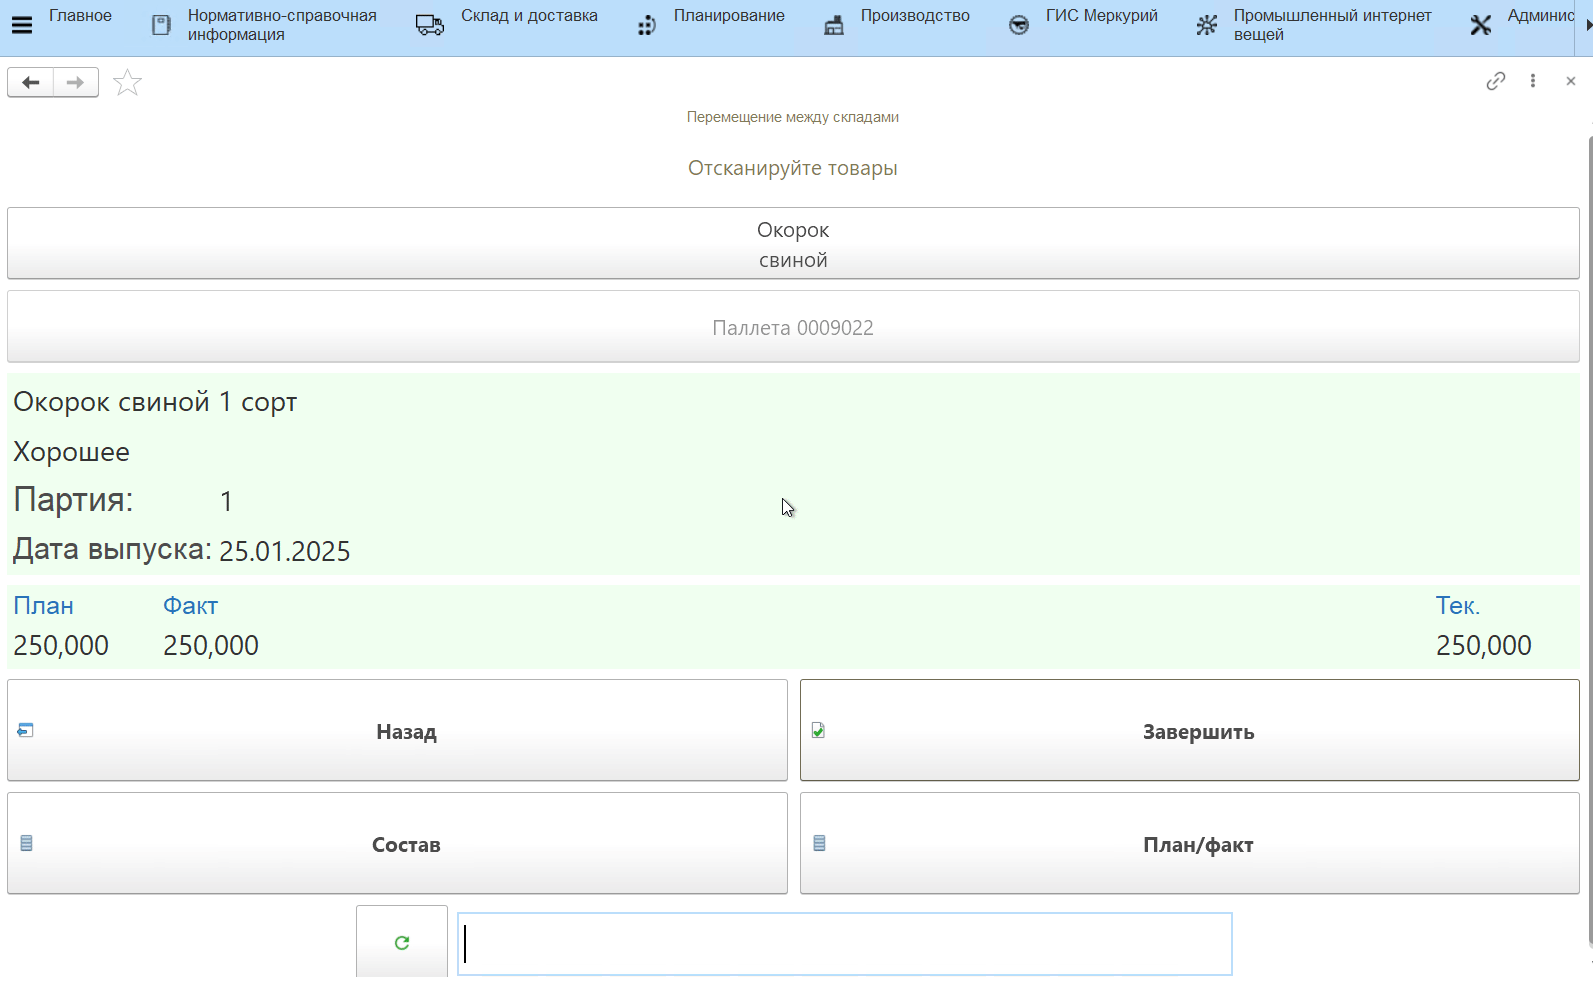 Главное
Нормативно-справочная
информация
Склад и доставка
Планирование
Производство
ГИС Меркурий
Промышленный интернет
вещей
Админис
Перемещение между складами
Отсканируйте товары
Окорок
свиной
Паллета 0009022
Окорок свиной 1 сорт
Хорошее
Партия: 1
Дата выпуска: 25.01.2025
План Факт Тек.
250,000 250,000 250,000
Назад Завершить
Состав План/факт